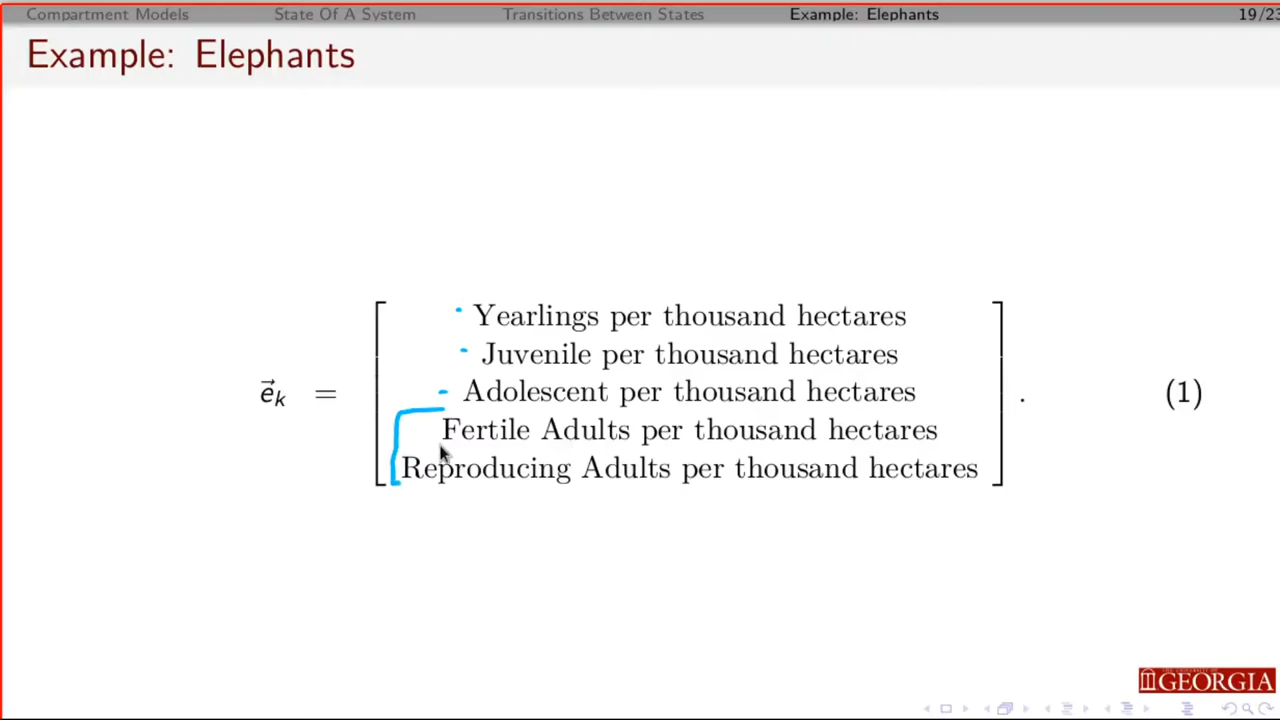 Compartment Models State Of A System Transitions Between States Example: Elephants 19/23
Example: Elephants
Yearlings per thousand hectares
Juvenile per thousand hectares
Adolescent per thousand hectares
e⃗k = . (1)
Fertile Adults per thousand hectares
Reproducing Adults per thousand hectares
GEORGIA